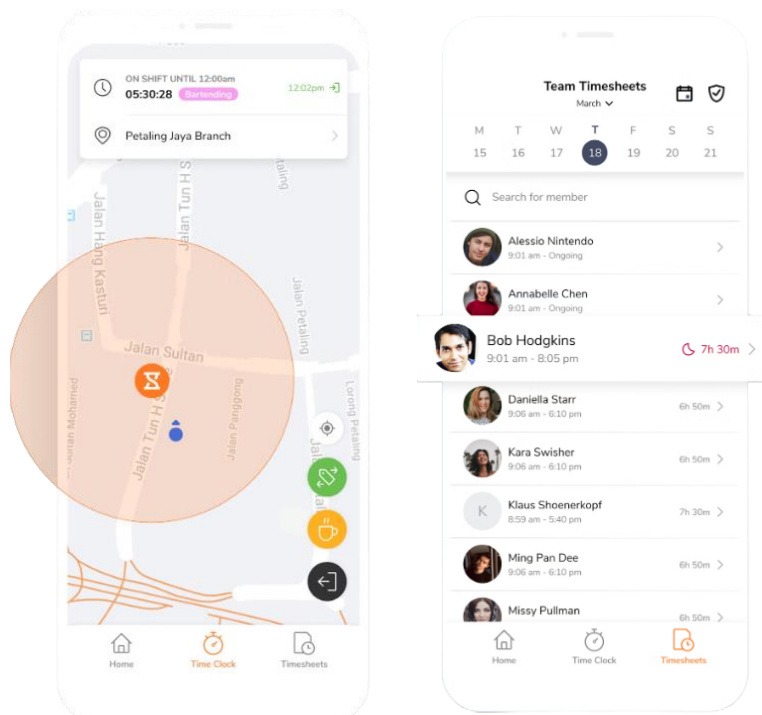 ON SHIFT UNTIL 12:00am
05:30:28 Bartending
12:02pm
Petaling Jaya Branch
Jalan Tun H S
Jalan Hang Kasturi
Jalan Petaling
Jalan Sultan
Lorong Petaling
Jalan Panggong
Jalan Tun H S
Home
Time Clock
Timesheets
Team Timesheets
March
M T W T F S S
15 16 17 18 19 20 21
Search for member
Alessio Nintendo
9:01 am - Ongoing
Annabelle Chen
9:01 am - Ongoing
Bob Hodgkins
9:01 am - 8:05 pm
7h 30m
Daniella Starr
9:06 am - 6:10 pm
6h 50m
Kara Swisher
9:06 am - 6:10 pm
6h 50m
K
Klaus Shoenerkopf
8:59 am - 5:40 pm
7h 30m
Ming Pan Dee
9:06 am - 6:10 pm
6h 50m
Missy Pullman
6h 50m
Home
Time Clock
Timesheets